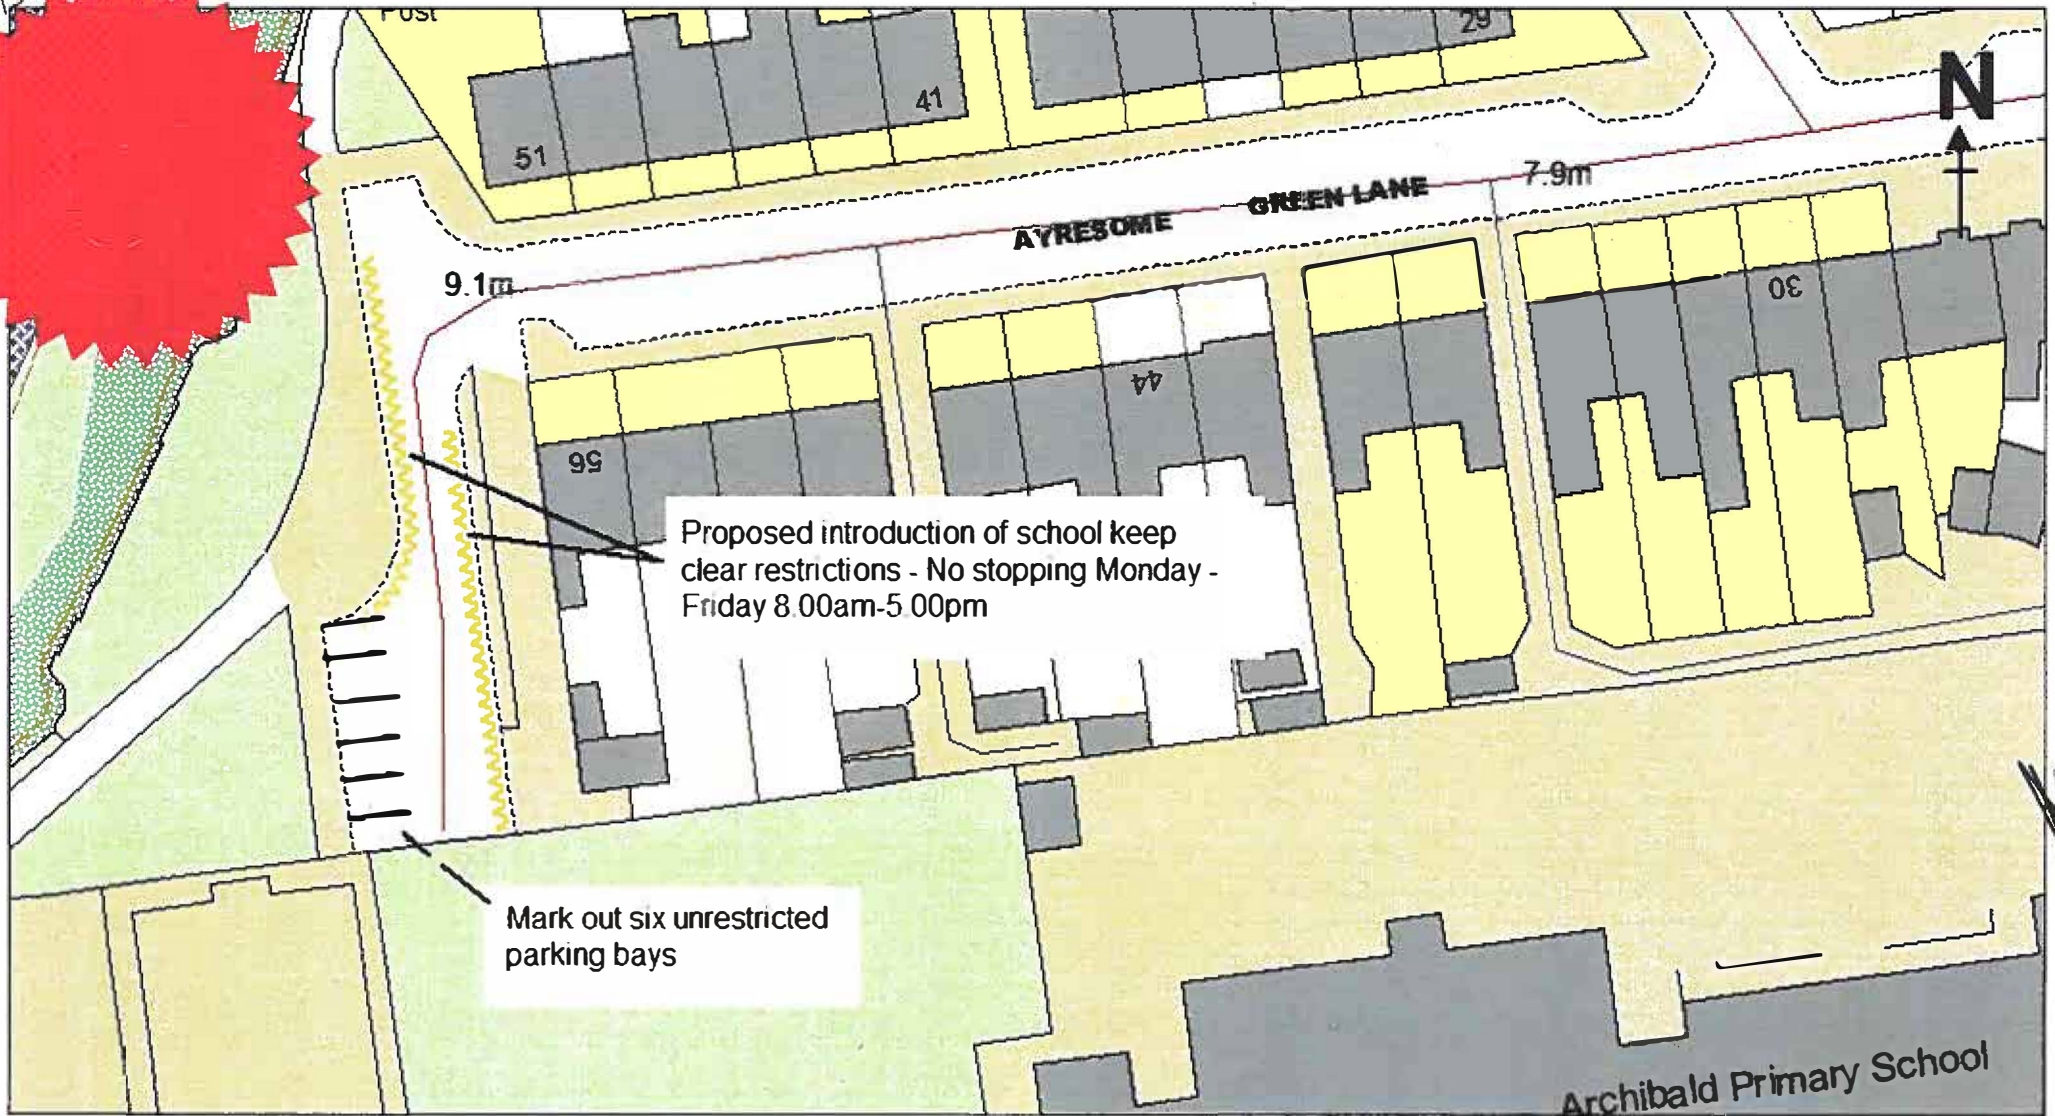 Post
29
41
51
N
7.9m
AYRESOME GREEN LANE
9.1m
30
44
56
Proposed introduction of school keep
clear restrictions - No stopping Monday -
Friday 8.00am-5.00pm
Mark out six unrestricted
parking bays
Archibald Primary School